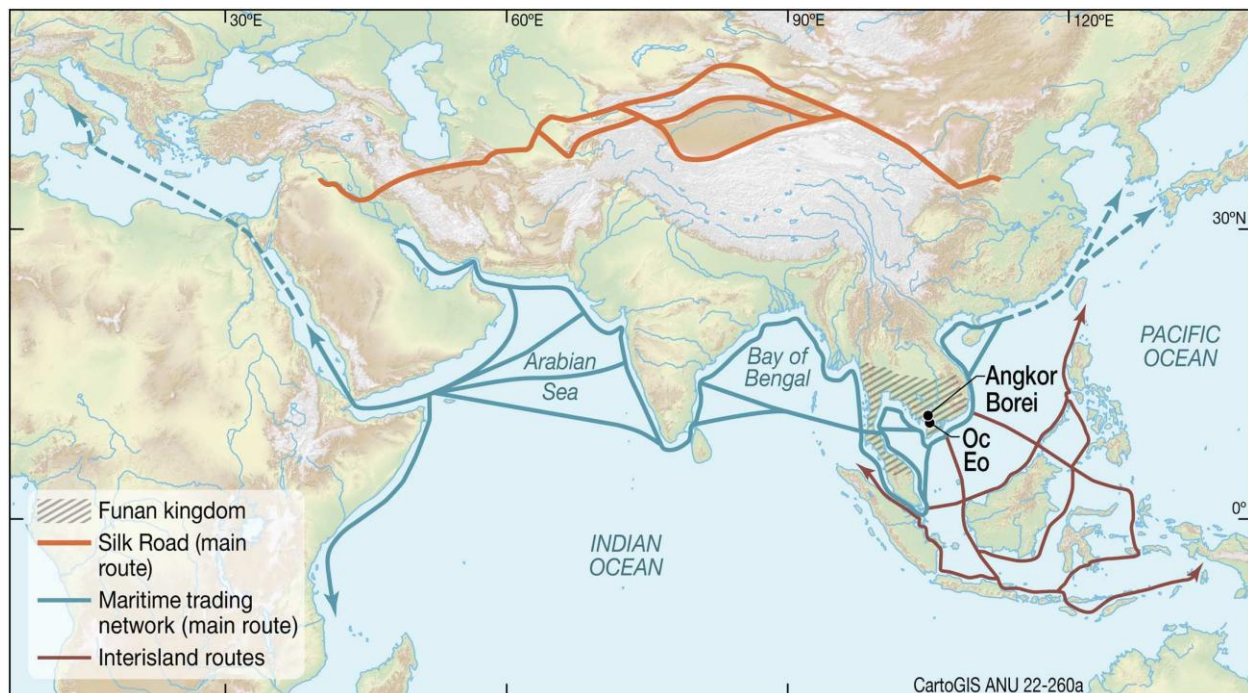 30ºE
60ºE
90ºE
120ºE
30ºN
PACIFIC
OCEAN
Arabian
Sea
Bay of
Bengal
Angkor
Borei
Oc
Eo
INDIAN
OCEAN
0º
Funan kingdom
Silk Road (main
route)
Maritime trading
network (main route)
Interisland routes
CartoGIS ANU 22-260a